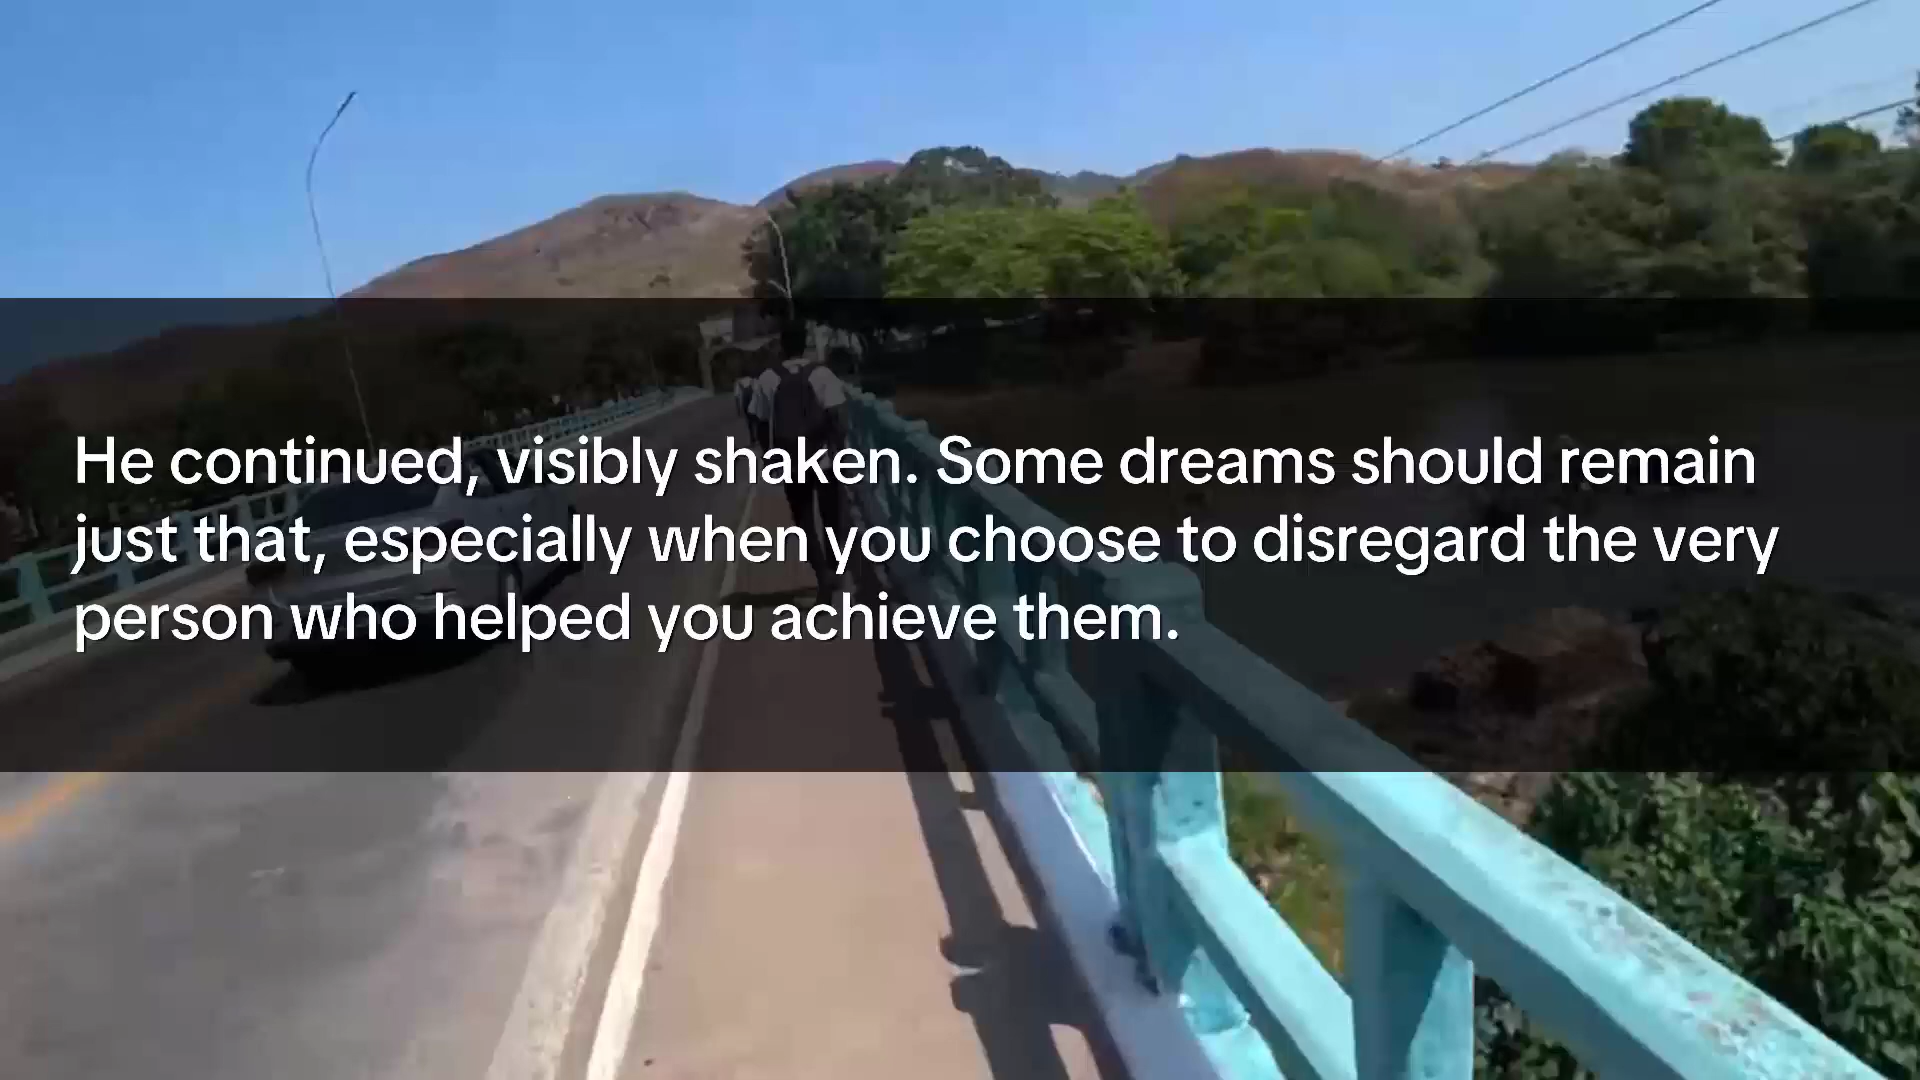 He continued, visibly shaken. Some dreams should remain
just that, especially when you choose to disregard the very
person who helped you achieve them.